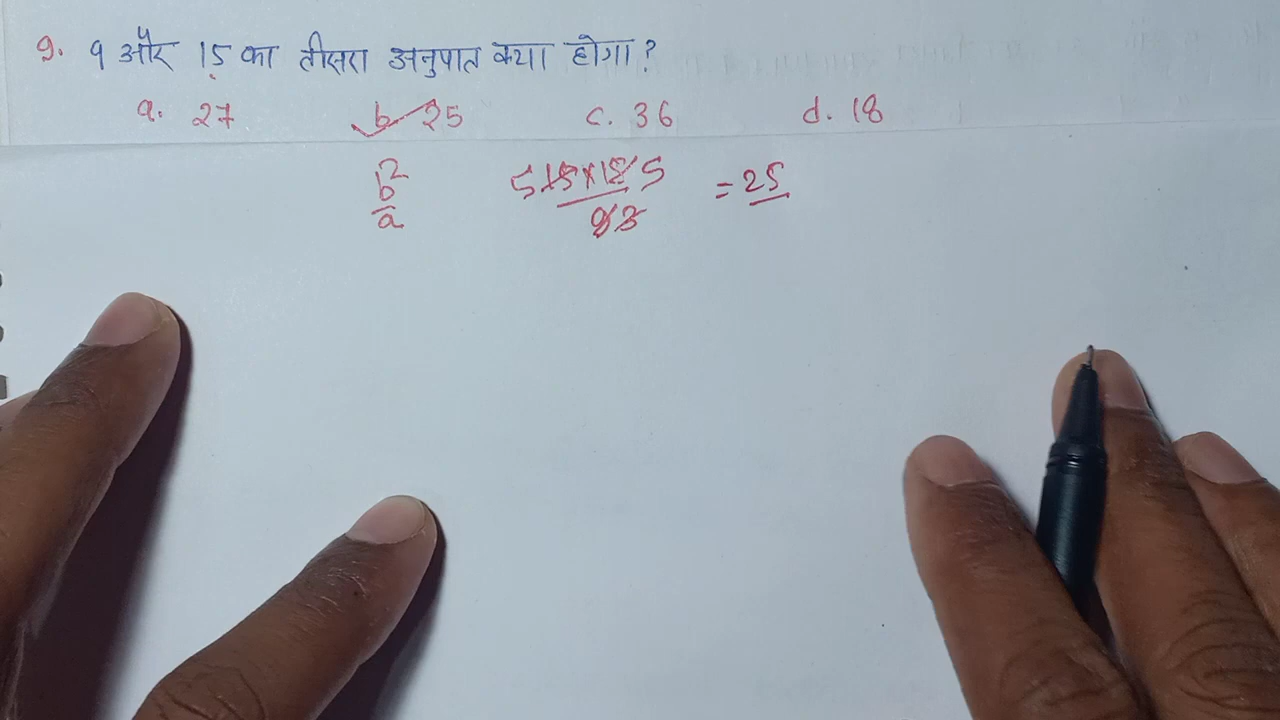 9. 9 और 15 का तीसरा अनुपात क्या होगा?
a. 27 b. 25 c. 36 d. 18
b²/a 5 15×15 5 / 9 3 = 25